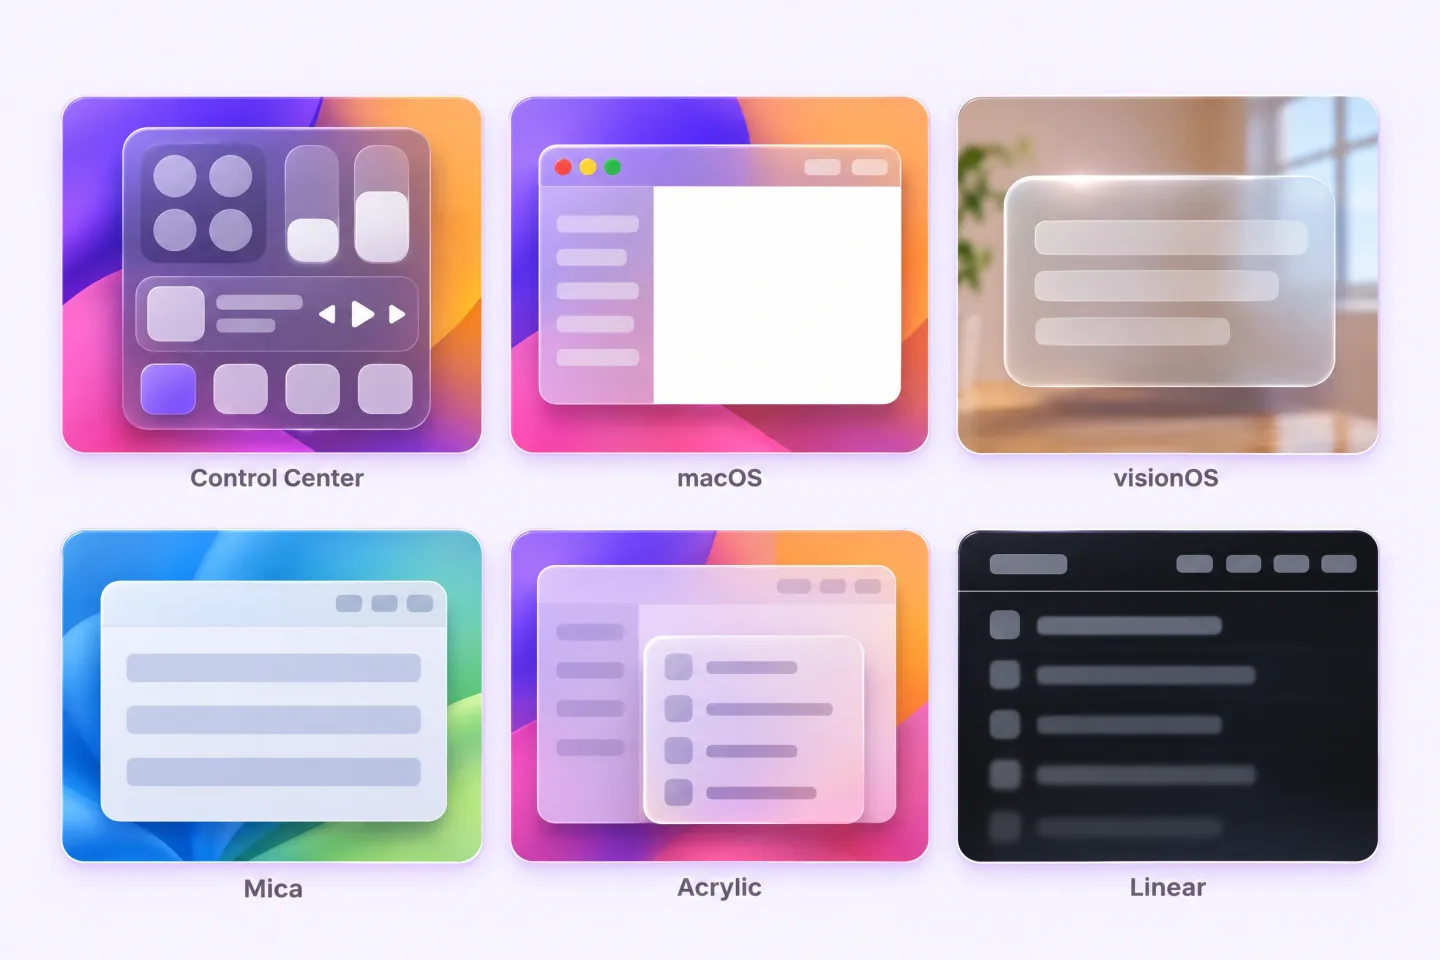 Control Center
macOS
visionOS
Mica
Acrylic
Linear